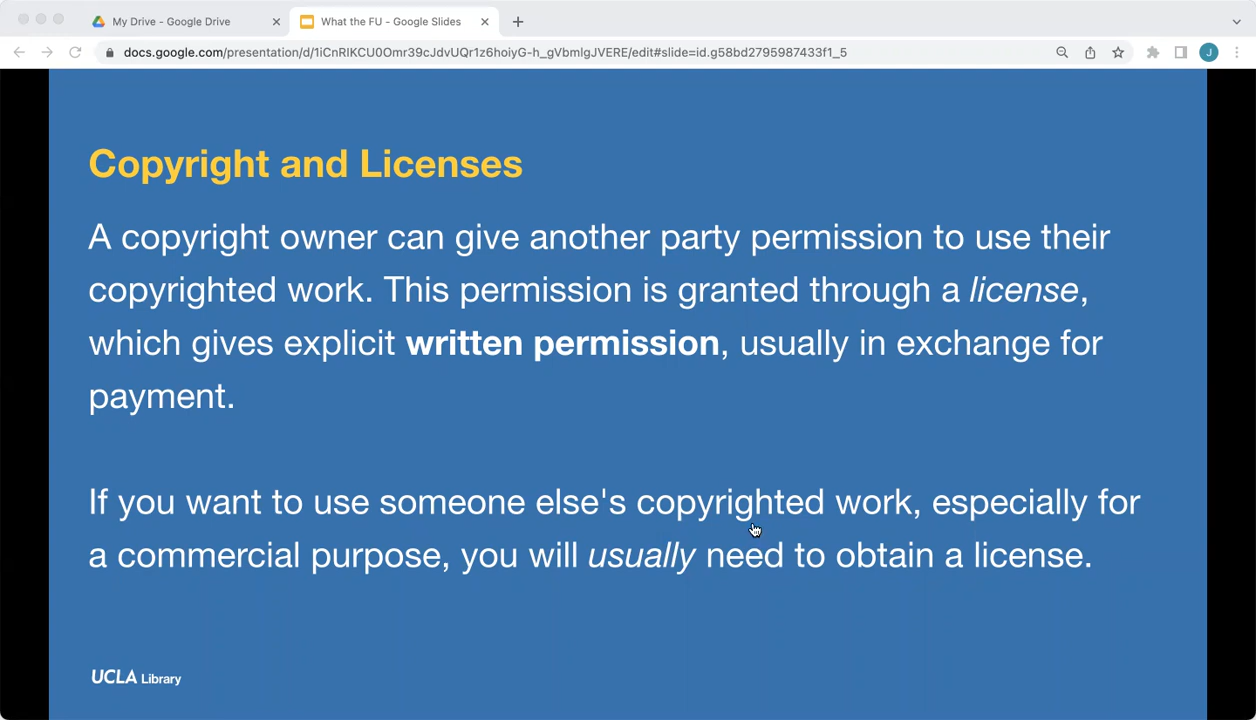 My Drive - Google Drive
What the FU - Google Slides
docs.google.com/presentation/d/1iCnRlKCU0Omr39cJdvUQr1z6hoiyG-h_gVbmlgJVERE/edit#slide=id.g58bd2795987433f1_5
J
Copyright and Licenses
A copyright owner can give another party permission to use their
copyrighted work. This permission is granted through a license,
which gives explicit written permission, usually in exchange for
payment.
If you want to use someone else's copyrighted work, especially for
a commercial purpose, you will usually need to obtain a license.
UCLA Library